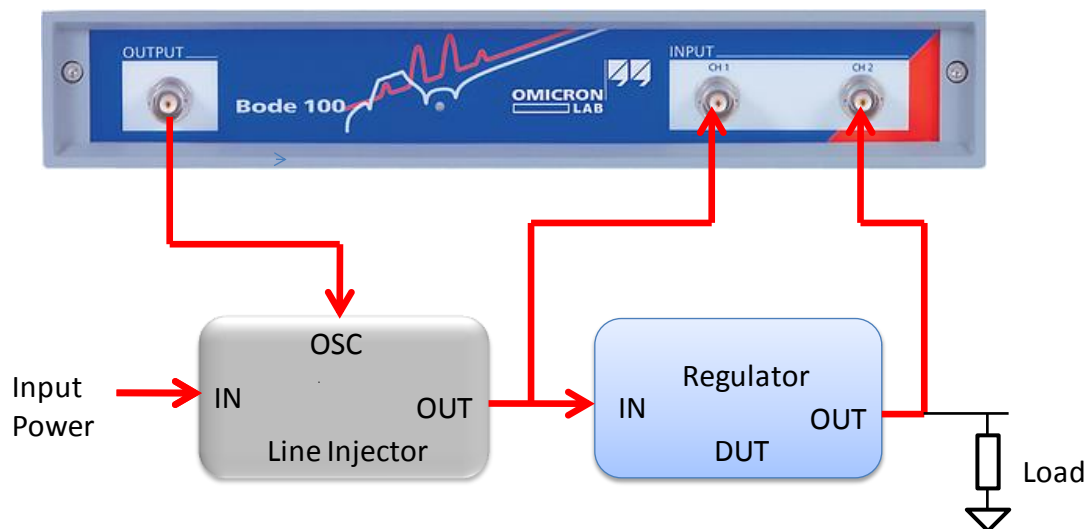 OUTPUT
INPUT
CH 1
CH 2
Bode 100
OMICRON
LAB
OSC
Input
Power
IN
OUT
Line Injector
Regulator
IN
OUT
DUT
Load